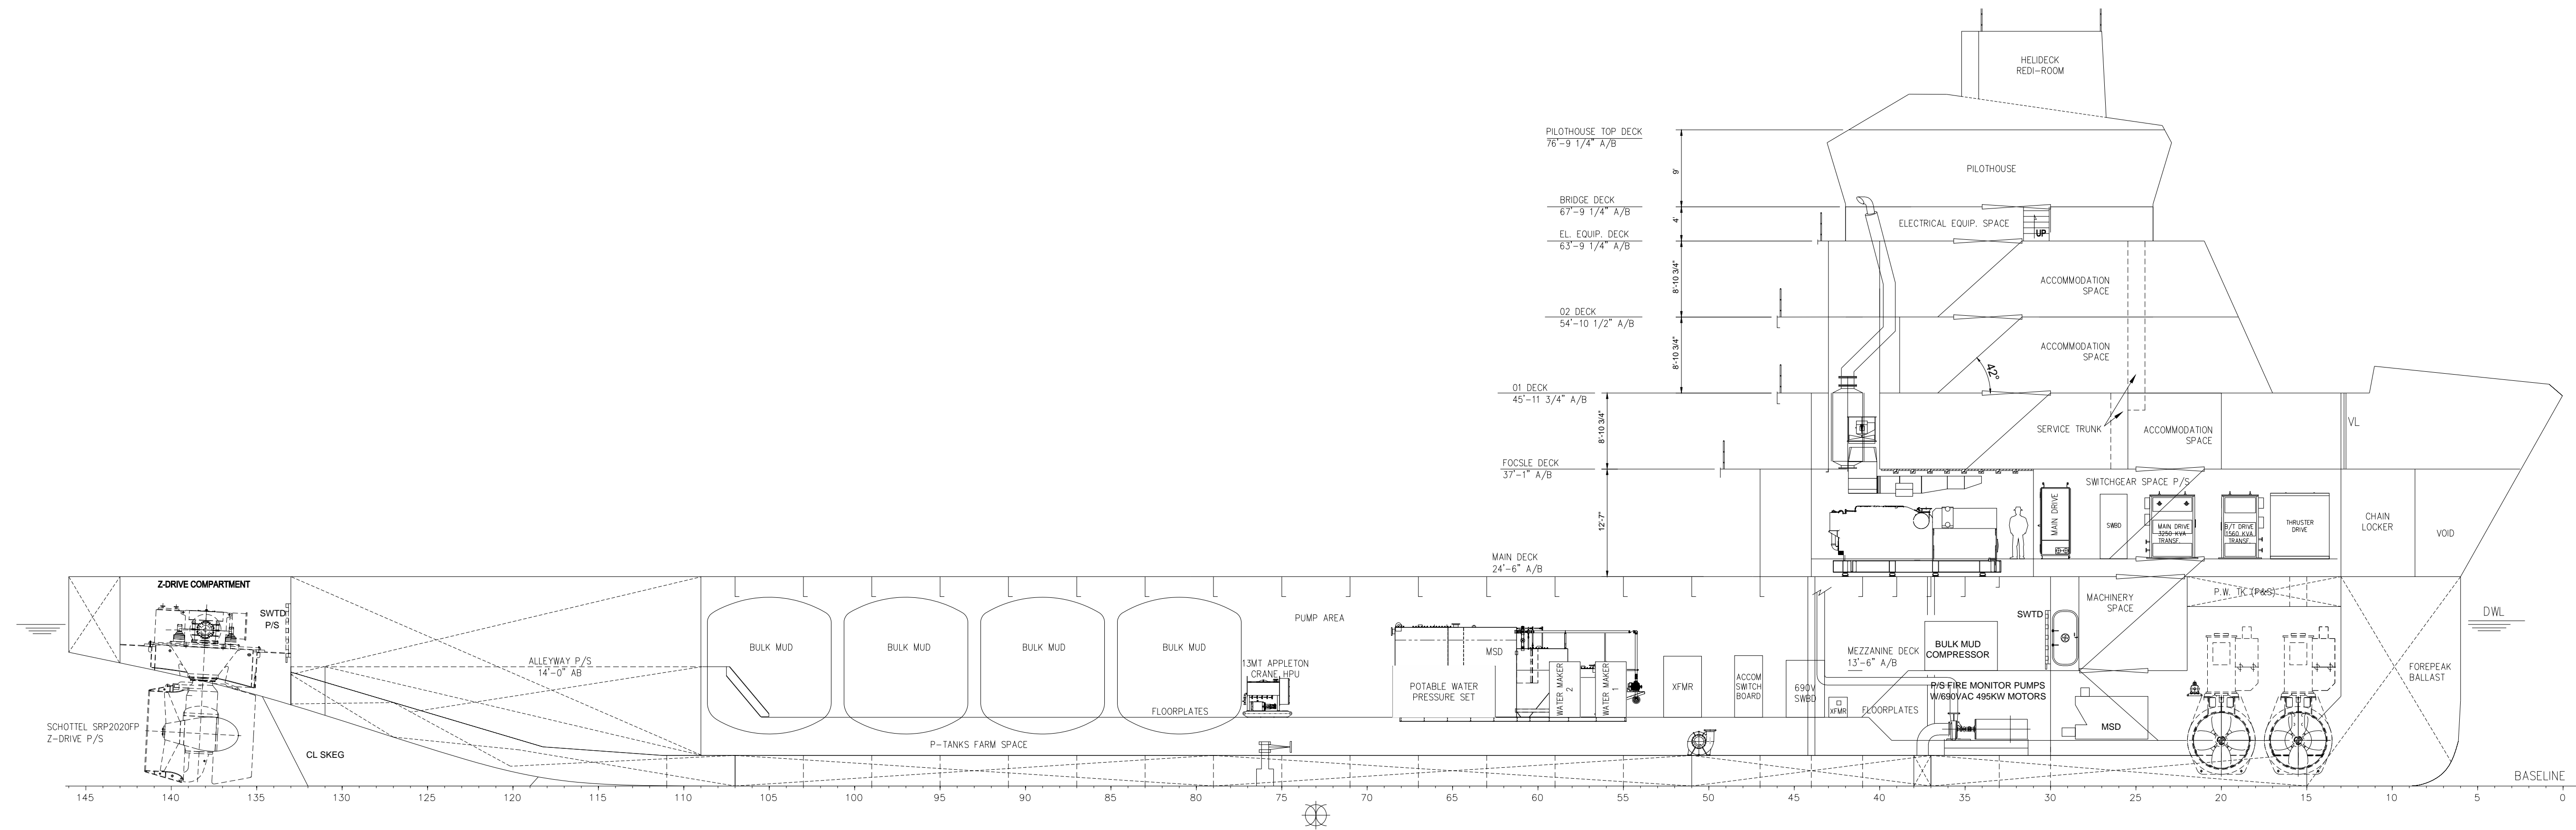 HELIDECK
REDI-ROOM
PILOTHOUSE TOP DECK
76'-9 1/4" A/B
9'
PILOTHOUSE
BRIDGE DECK
67'-9 1/4" A/B
4'
ELECTRICAL EQUIP. SPACE
UP
EL. EQUIP. DECK
63'-9 1/4" A/B
8'-10 3/4"
ACCOMMODATION
SPACE
02 DECK
54'-10 1/2" A/B
8'-10 3/4"
ACCOMMODATION
SPACE
42°
01 DECK
45'-11 3/4" A/B
8'-10 3/4"
SERVICE TRUNK
ACCOMMODATION
SPACE
VL
FOCSLE DECK
37'-1" A/B
12'-7"
SWITCHGEAR SPACE P/S
MAIN DRIVE
SWBD
MAIN DRIVE
3250 KVA
TRANSF.
B/T DRIVE
1560 KVA
TRANSF.
THRUSTER
DRIVE
CHAIN
LOCKER
VOID
MAIN DECK
24'-6" A/B
Z-DRIVE COMPARTMENT
SWTD
P/S
ALLEYWAY P/S
14'-0" AB
BULK MUD
BULK MUD
BULK MUD
BULK MUD
PUMP AREA
13MT APPLETON
CRANE HPU
FLOORPLATES
P-TANKS FARM SPACE
POTABLE WATER
PRESSURE SET
MSD
WATER MAKER
2
WATER MAKER
1
XFMR
ACCOM
SWITCH
BOARD
690V
SWBD
XFMR
MEZZANINE DECK
13'-6" A/B
FLOORPLATES
BULK MUD
COMPRESSOR
P/S FIRE MONITOR PUMPS
W/690VAC 495KW MOTORS
SWTD
MACHINERY
SPACE
MSD
P.W. TK (P&S)
FOREPEAK
BALLAST
DWL
SCHOTTEL SRP2020FP
Z-DRIVE P/S
CL SKEG
BASELINE
145 140 135 130 125 120 115 110 105 100 95 90 85 80 75 70 65 60 55 50 45 40 35 30 25 20 15 10 5 0